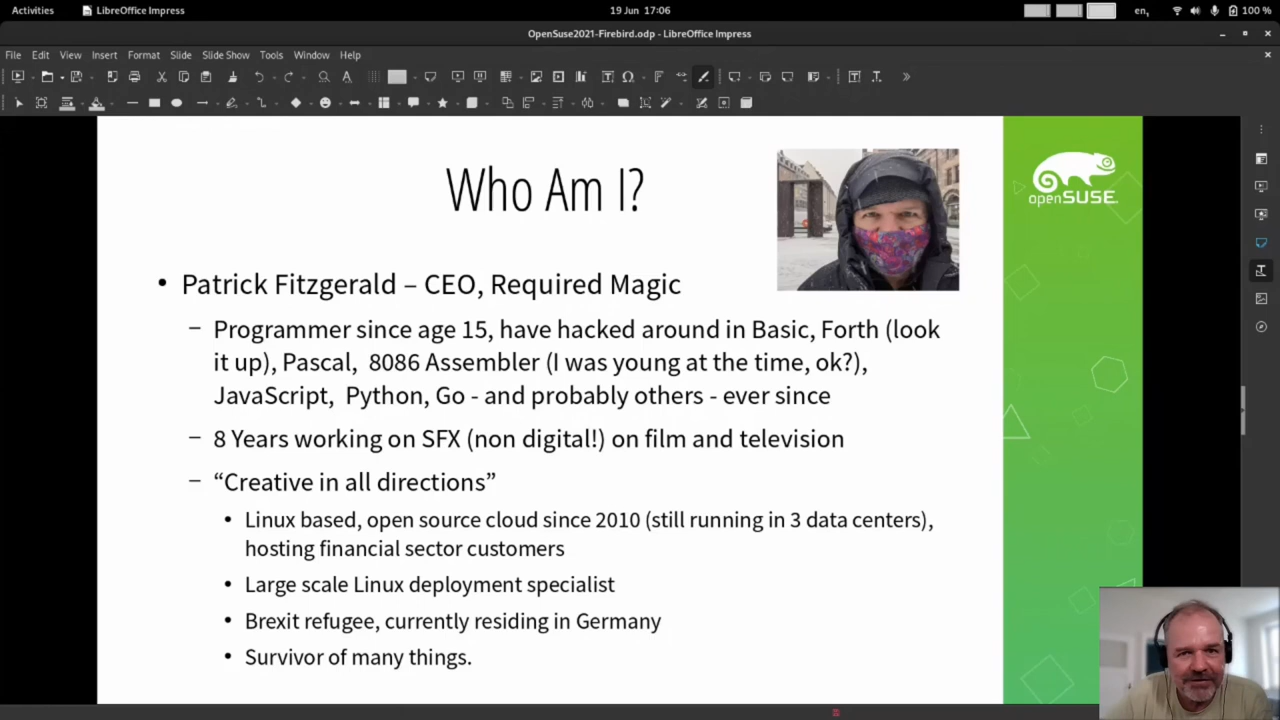 Activities LibreOffice Impress 19 Jun 17:06 en, 100 %
OpenSuse2021-Firebird.odp - LibreOffice Impress
File Edit View Insert Format Slide Slide Show Tools Window Help
Who Am I?
openSUSE
• Patrick Fitzgerald – CEO, Required Magic
– Programmer since age 15, have hacked around in Basic, Forth (look
it up), Pascal, 8086 Assembler (I was young at the time, ok?),
JavaScript, Python, Go - and probably others - ever since
– 8 Years working on SFX (non digital!) on film and television
– “Creative in all directions”
• Linux based, open source cloud since 2010 (still running in 3 data centers),
hosting financial sector customers
• Large scale Linux deployment specialist
• Brexit refugee, currently residing in Germany
• Survivor of many things.